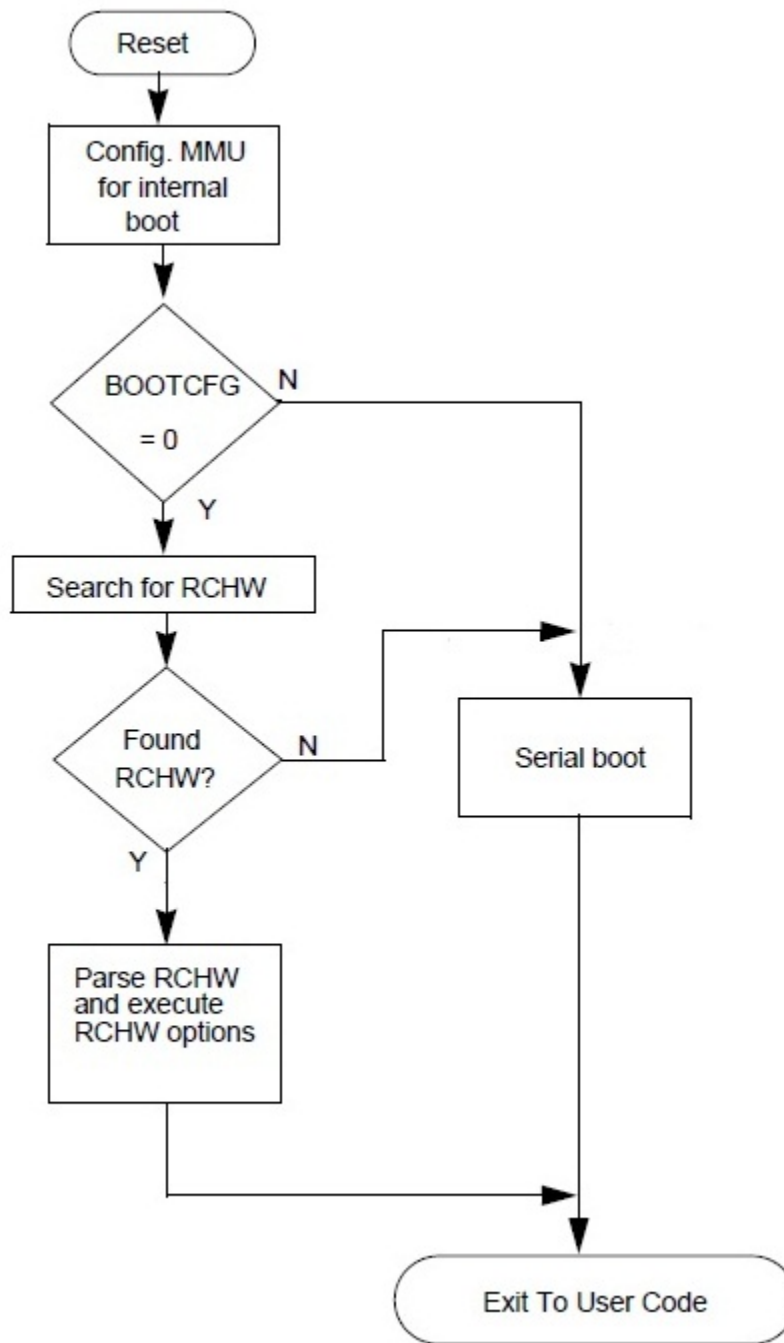 Reset
Config. MMU
for internal
boot
BOOTCFG
= 0
N
Y
Search for RCHW
Found
RCHW?
N
Y
Serial boot
Parse RCHW
and execute
RCHW options
Exit To User Code